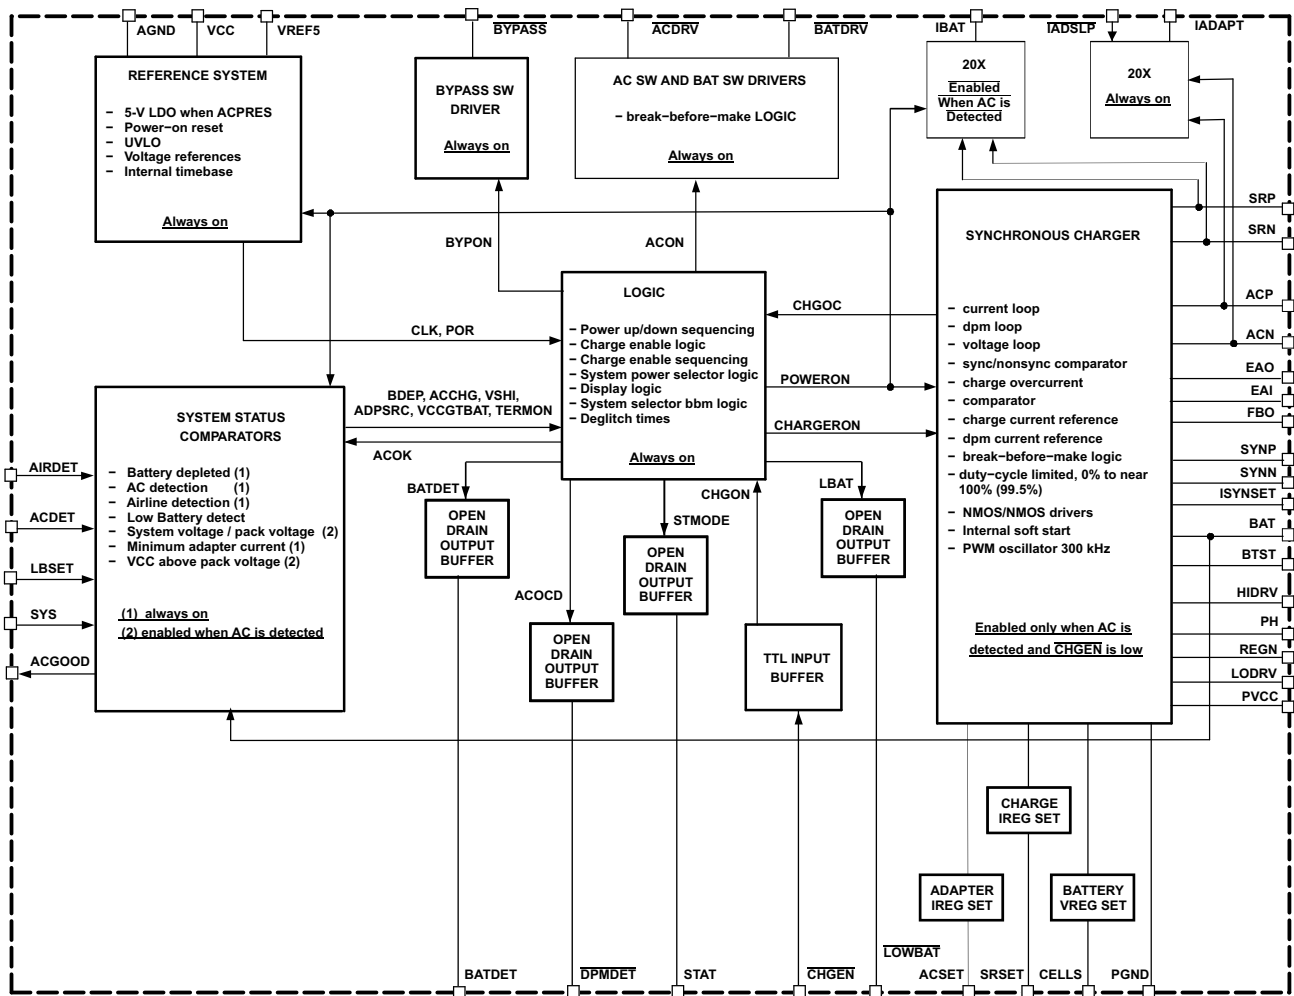 AGND
VCC
VREF5
BYPASS
ACDRV
BATDRV
IBAT
IADSLP
IADAPT
REFERENCE SYSTEM
− 5-V LDO when ACPRES
− Power−on reset
− UVLO
− Voltage references
− Internal timebase
Always on
BYPASS SW
DRIVER
Always on
AC SW AND BAT SW DRIVERS
− break−before−make LOGIC
Always on
20X
Enabled
When AC is
Detected
20X
Always on
BYPON
ACON
CLK, POR
LOGIC
− Power up/down sequencing
− Charge enable logic
− Charge enable sequencing
− System power selector logic
− Display logic
− System selector bbm logic
− Deglitch times
Always on
CHGOC
POWERON
CHARGERON
SYNCHRONOUS CHARGER
− current loop
− dpm loop
− voltage loop
− sync/nonsync comparator
− charge overcurrent
− comparator
− charge current reference
− dpm current reference
− break−before−make logic
− duty−cycle limited, 0% to near
100% (99.5%)
− NMOS/NMOS drivers
− Internal soft start
− PWM oscillator 300 kHz
Enabled only when AC is
detected and CHGEN is low
SRP
SRN
ACP
ACN
EAO
EAI
FBO
SYNP
SYNN
ISYNSET
BAT
BTST
HIDRV
PH
REGN
LODRV
PVCC
BDEP, ACCHG, VSHI,
ADPSRC, VCCGTBAT, TERMON
ACOK
SYSTEM STATUS
COMPARATORS
− Battery depleted (1)
− AC detection (1)
− Airline detection (1)
− Low Battery detect
− System voltage / pack voltage (2)
− Minimum adapter current (1)
− VCC above pack voltage (2)
(1) always on
(2) enabled when AC is detected
AIRDET
ACDET
LBSET
SYS
ACGOOD
BATDET
OPEN
DRAIN
OUTPUT
BUFFER
ACOCD
OPEN
DRAIN
OUTPUT
BUFFER
STMODE
OPEN
DRAIN
OUTPUT
BUFFER
CHGON
TTL INPUT
BUFFER
LBAT
OPEN
DRAIN
OUTPUT
BUFFER
CHARGE
IREG SET
ADAPTER
IREG SET
BATTERY
VREG SET
BATDET
DPMDET
STAT
CHGEN
LOWBAT
ACSET
SRSET
CELLS
PGND